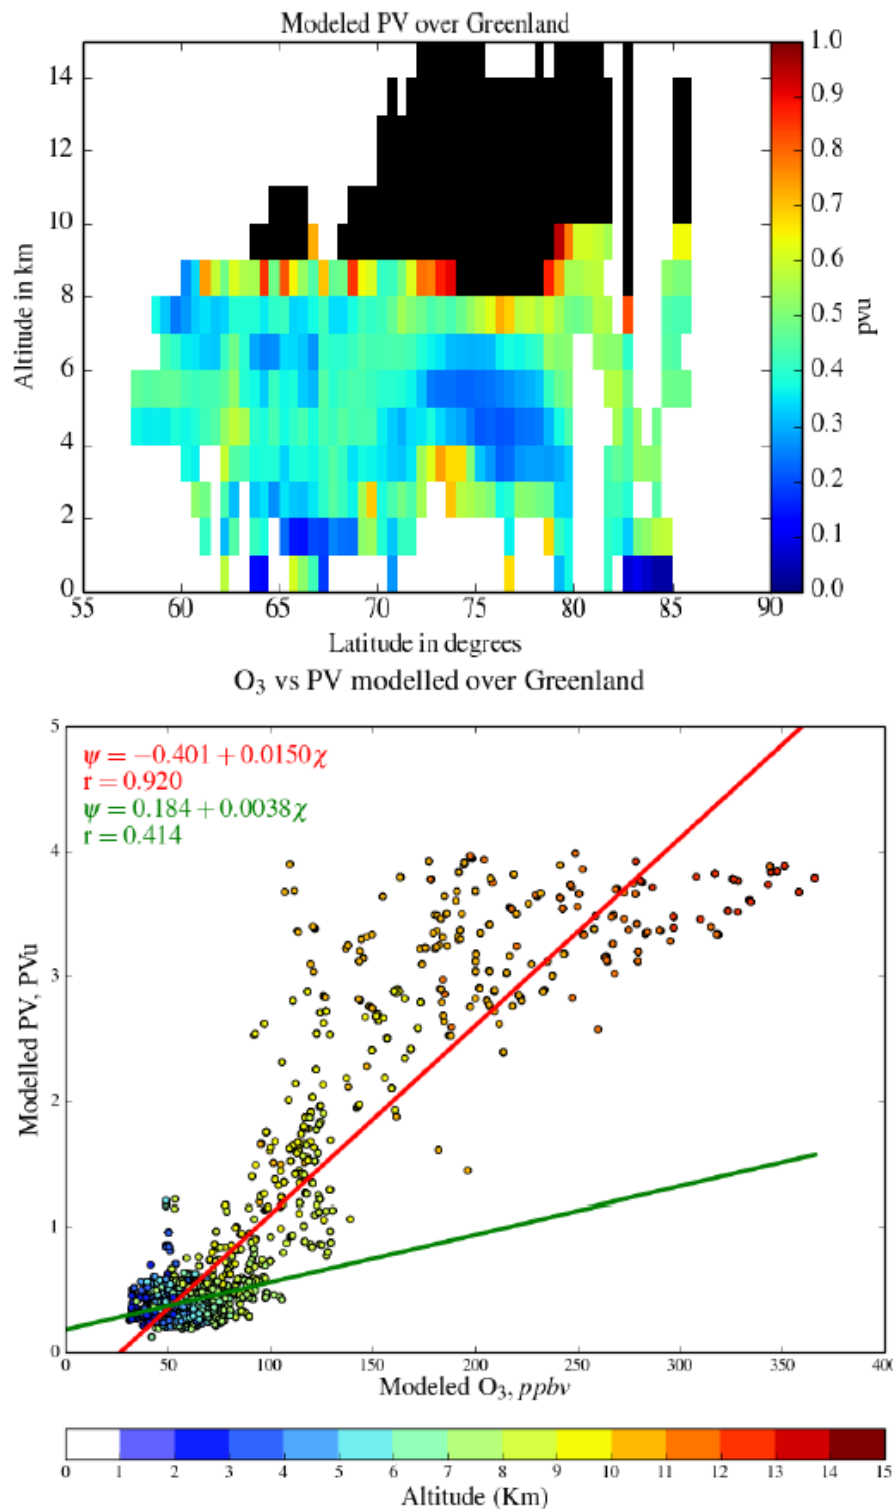 Modeled PV over Greenland
14
12
10
8
6
4
2
0
Altitude in km
55 60 65 70 75 80 85 90
Latitude in degrees
1.0
0.9
0.8
0.7
0.6
0.5
0.4
0.3
0.2
0.1
0.0
pvu
O₃ vs PV modelled over Greenland
5
4
3
2
1
0
Modelled PV, PVu
ψ = −0.401 + 0.0150χ
r = 0.920
ψ = 0.184 + 0.0038χ
r = 0.414
0 50 100 150 200 250 300 350 400
Modeled O₃, ppbv
0 1 2 3 4 5 6 7 8 9 10 11 12 13 14 15
Altitude (Km)